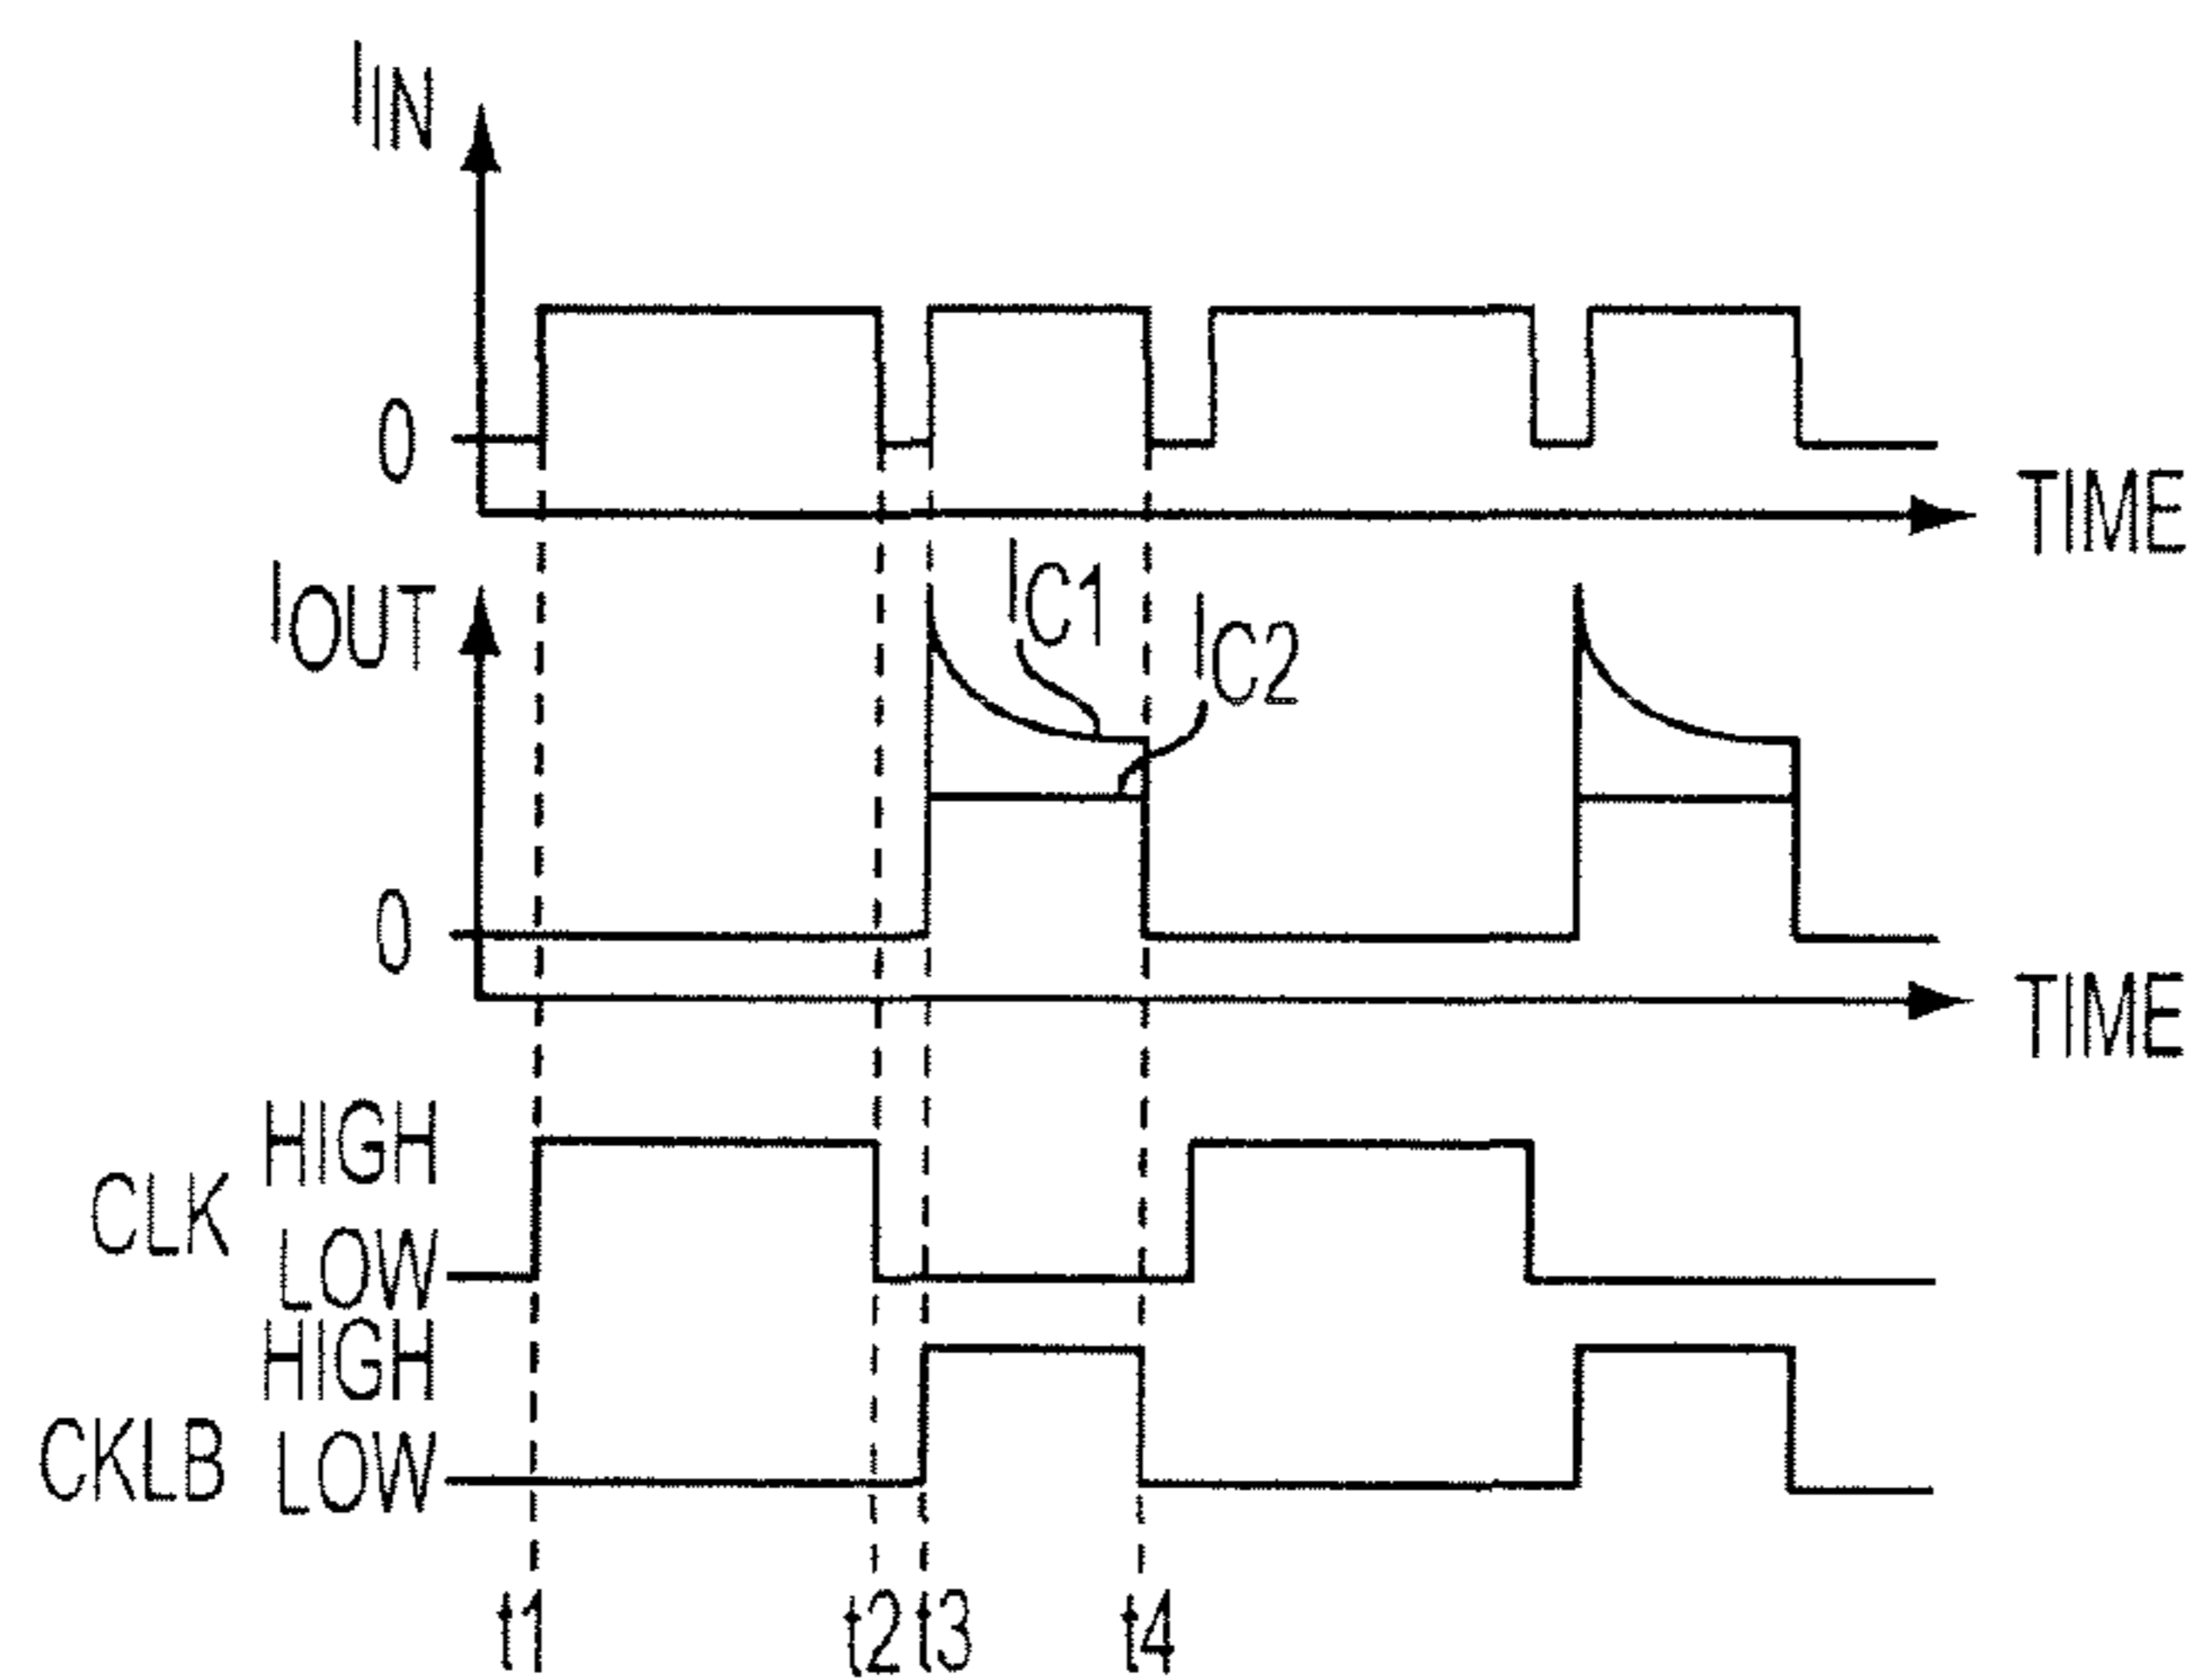 IIN
0
TIME
IOUT
IC1
IC2
0
TIME
HIGH
CLK
LOW
HIGH
CKLB
LOW
t1 t2 t3 t4